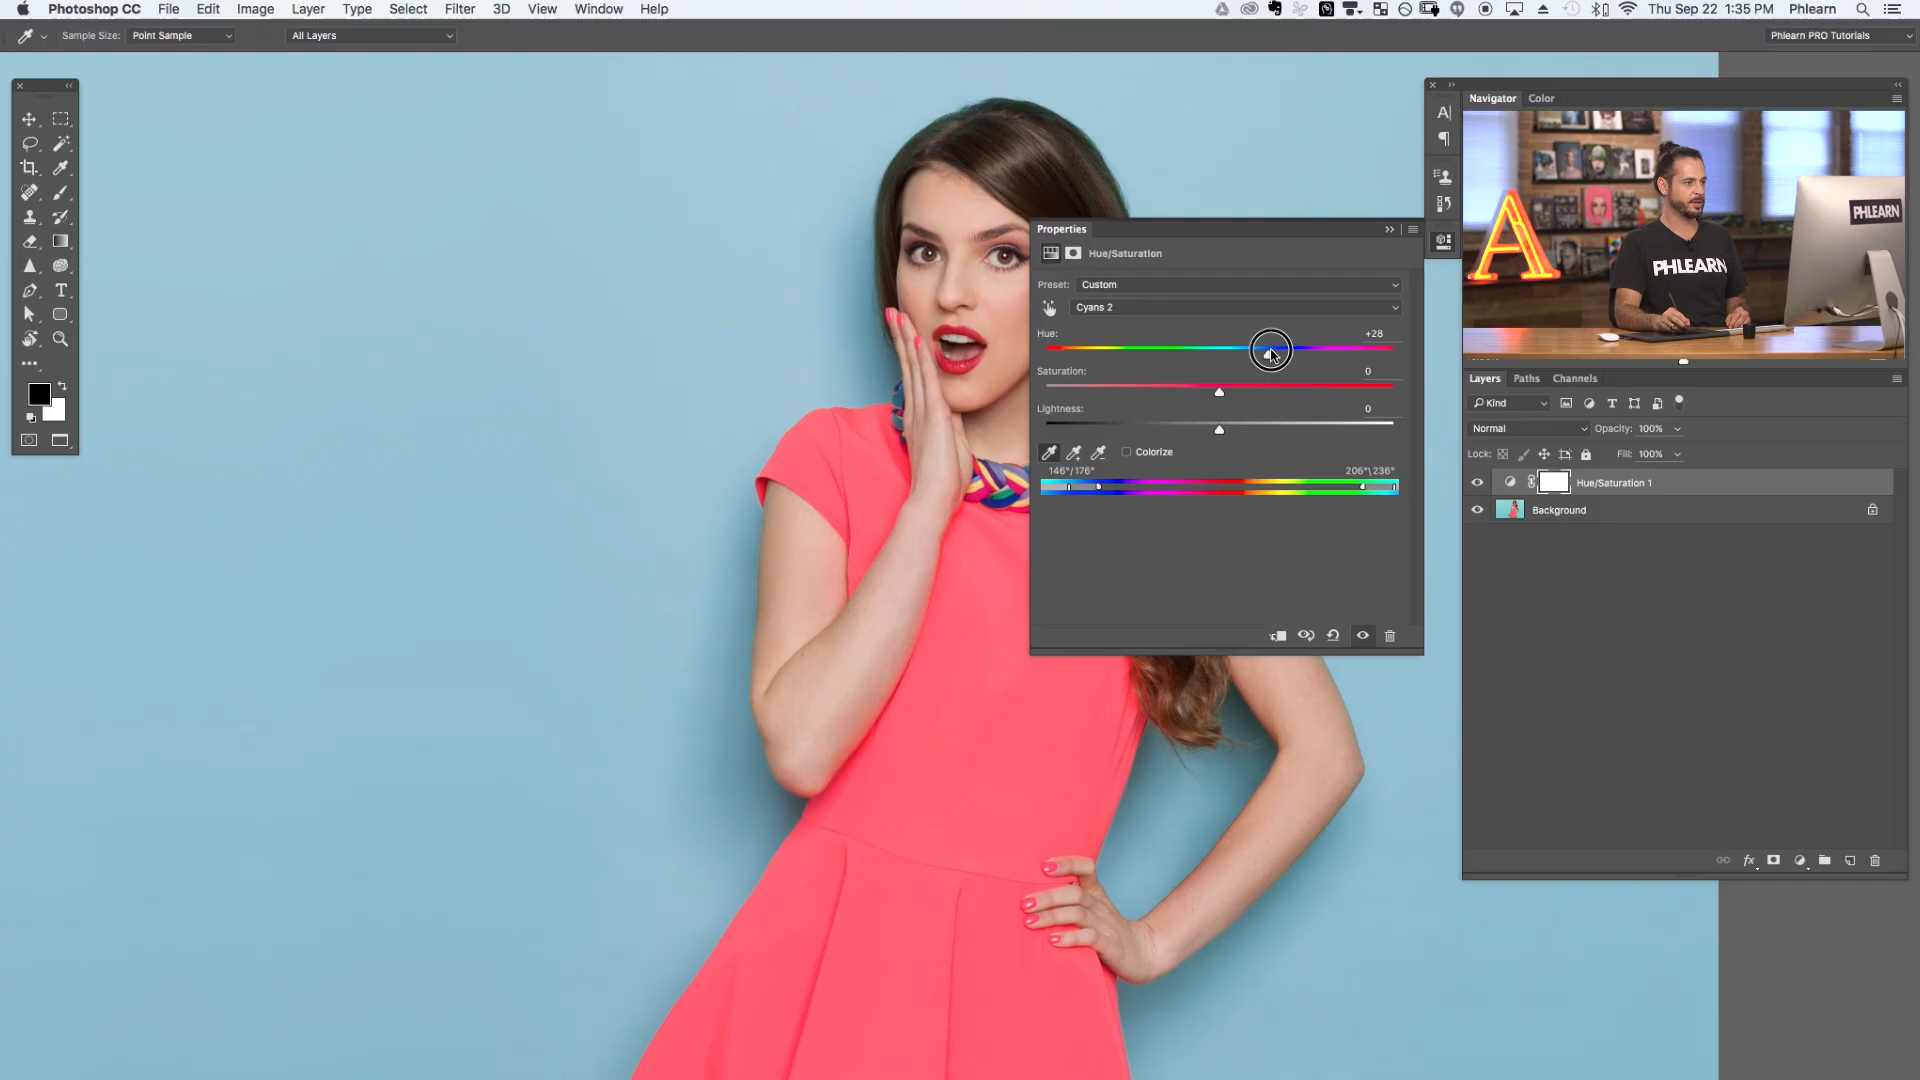 Photoshop CC File Edit Image Layer Type Select Filter 3D View Window Help Thu Sep 22 1:35 PM Phlearn
Sample Size: Point Sample All Layers Phlearn PRO Tutorials
Navigator Color
PHLEARN
PHLEARN
A
Properties
Hue/Saturation
Preset: Custom
Cyans 2
Hue: +28
Saturation: 0
Lightness: 0
Colorize
146°/176° 206°\236°
Layers Paths Channels
Kind
Normal Opacity: 100%
Lock: Fill: 100%
Hue/Saturation 1
Background
fx